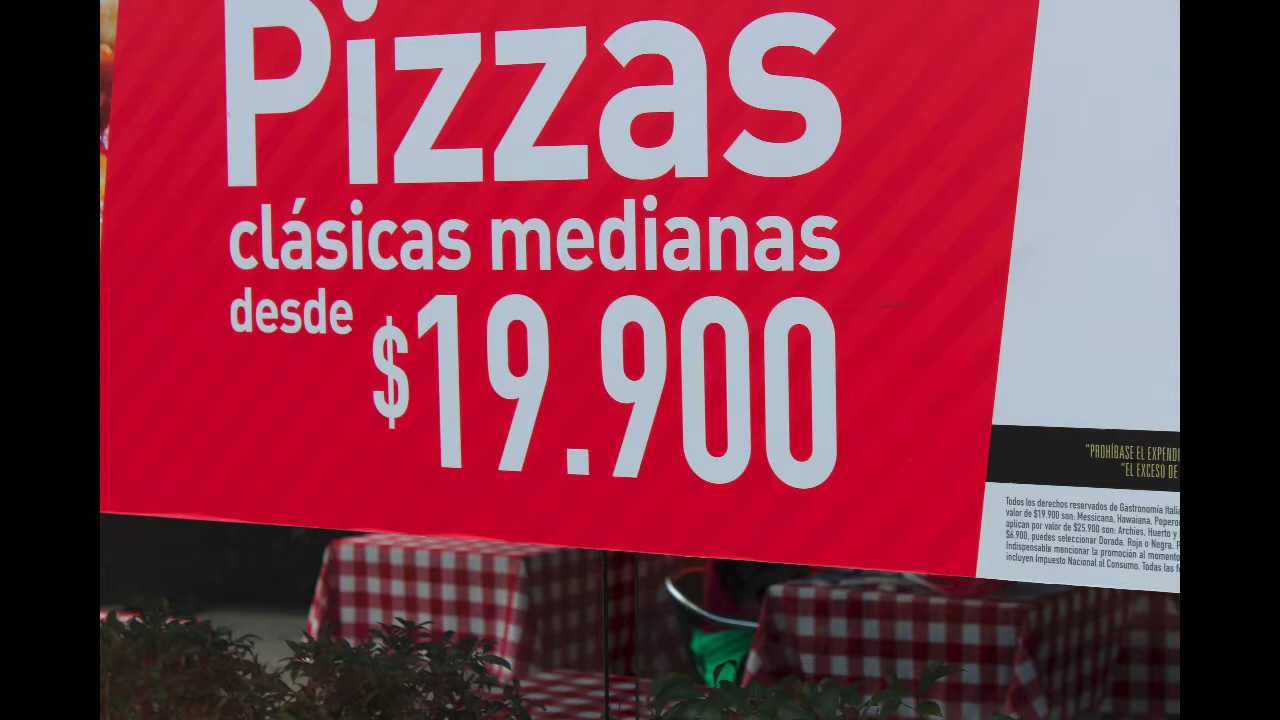 Pizzas
clásicas medianas
desde
$19.900
"PROHÍBASE EL EXPEND
"EL EXCESO DE
Todos los derechos reservados de Gastronomía Itali
valor de $19.900 son: Messicana, Hawaiana, Pepero
aplican por valor de $25.900 son: Archies, Huerto y
$6.900, puedes seleccionar Dorada, Roja o Negra. P
Indispensable mencionar la promoción al momento
incluyen Impuesto Nacional al Consumo. Todas las f